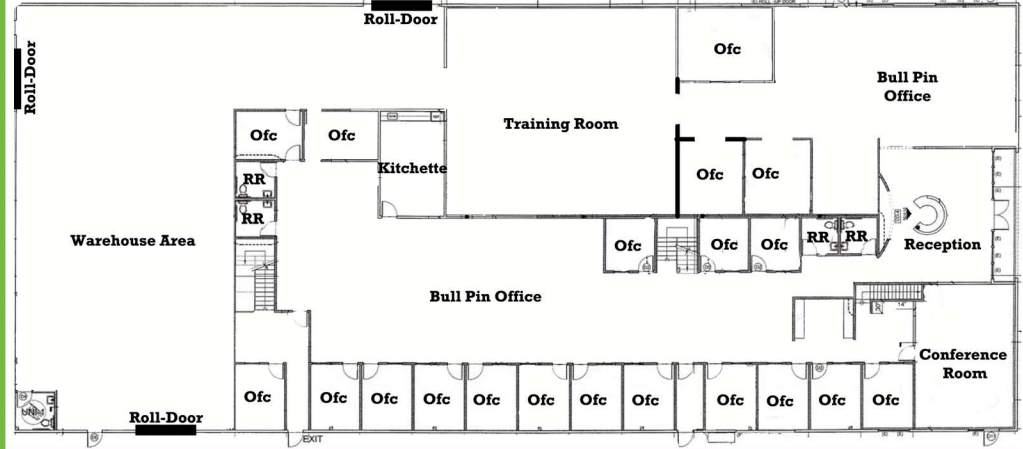 Roll-Door
Roll-Door
Ofc
Bull Pin
Office
Training Room
Ofc
Ofc
Kitchette
Ofc
Ofc
RR
RR
Warehouse Area
Ofc
Ofc
Ofc
RR
RR
Reception
Bull Pin Office
Conference
Room
Ofc
Ofc
Ofc
Ofc
Ofc
Ofc
Ofc
Ofc
Ofc
Ofc
Ofc
Ofc
Roll-Door
EXIT